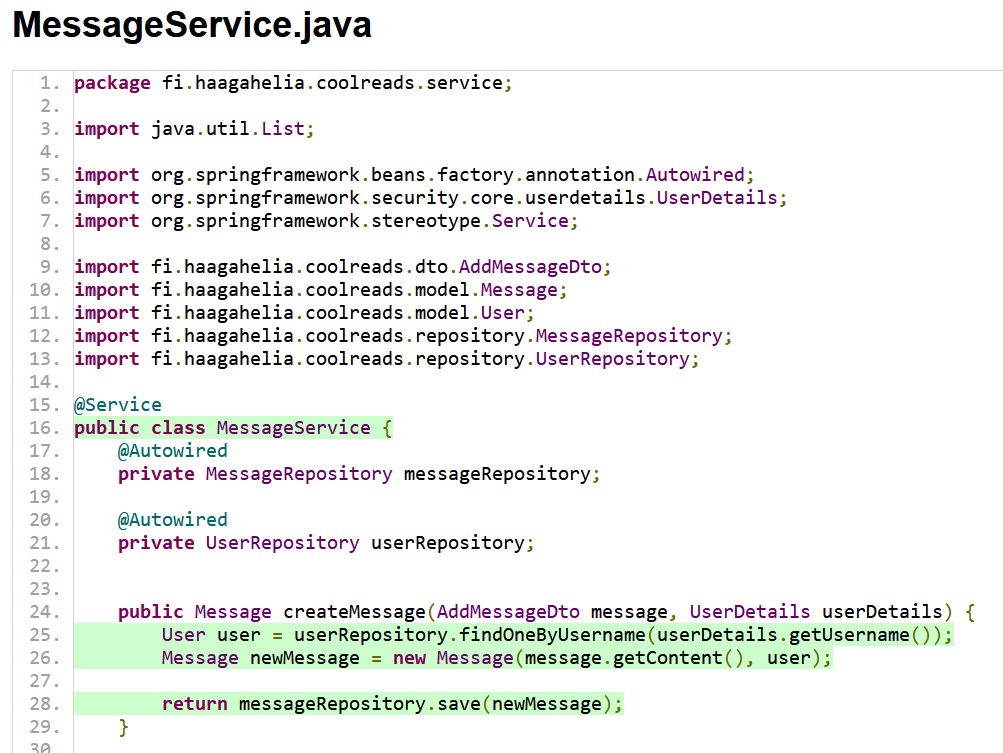 MessageService.java
1. package fi.haagahelia.coolreads.service;
2.
3. import java.util.List;
4.
5. import org.springframework.beans.factory.annotation.Autowired;
6. import org.springframework.security.core.userdetails.UserDetails;
7. import org.springframework.stereotype.Service;
8.
9. import fi.haagahelia.coolreads.dto.AddMessageDto;
10. import fi.haagahelia.coolreads.model.Message;
11. import fi.haagahelia.coolreads.model.User;
12. import fi.haagahelia.coolreads.repository.MessageRepository;
13. import fi.haagahelia.coolreads.repository.UserRepository;
14.
15. @Service
16. public class MessageService {
17.     @Autowired
18.     private MessageRepository messageRepository;
19.
20.     @Autowired
21.     private UserRepository userRepository;
22.
23.
24.     public Message createMessage(AddMessageDto message, UserDetails userDetails) {
25.         User user = userRepository.findOneByUsername(userDetails.getUsername());
26.         Message newMessage = new Message(message.getContent(), user);
27.
28.         return messageRepository.save(newMessage);
29.     }
30.